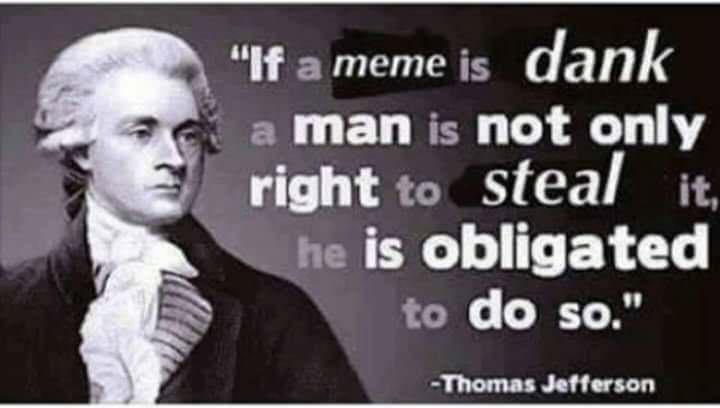 “If a meme is dank
a man is not only
right to steal it,
he is obligated
to do so."
-Thomas Jefferson